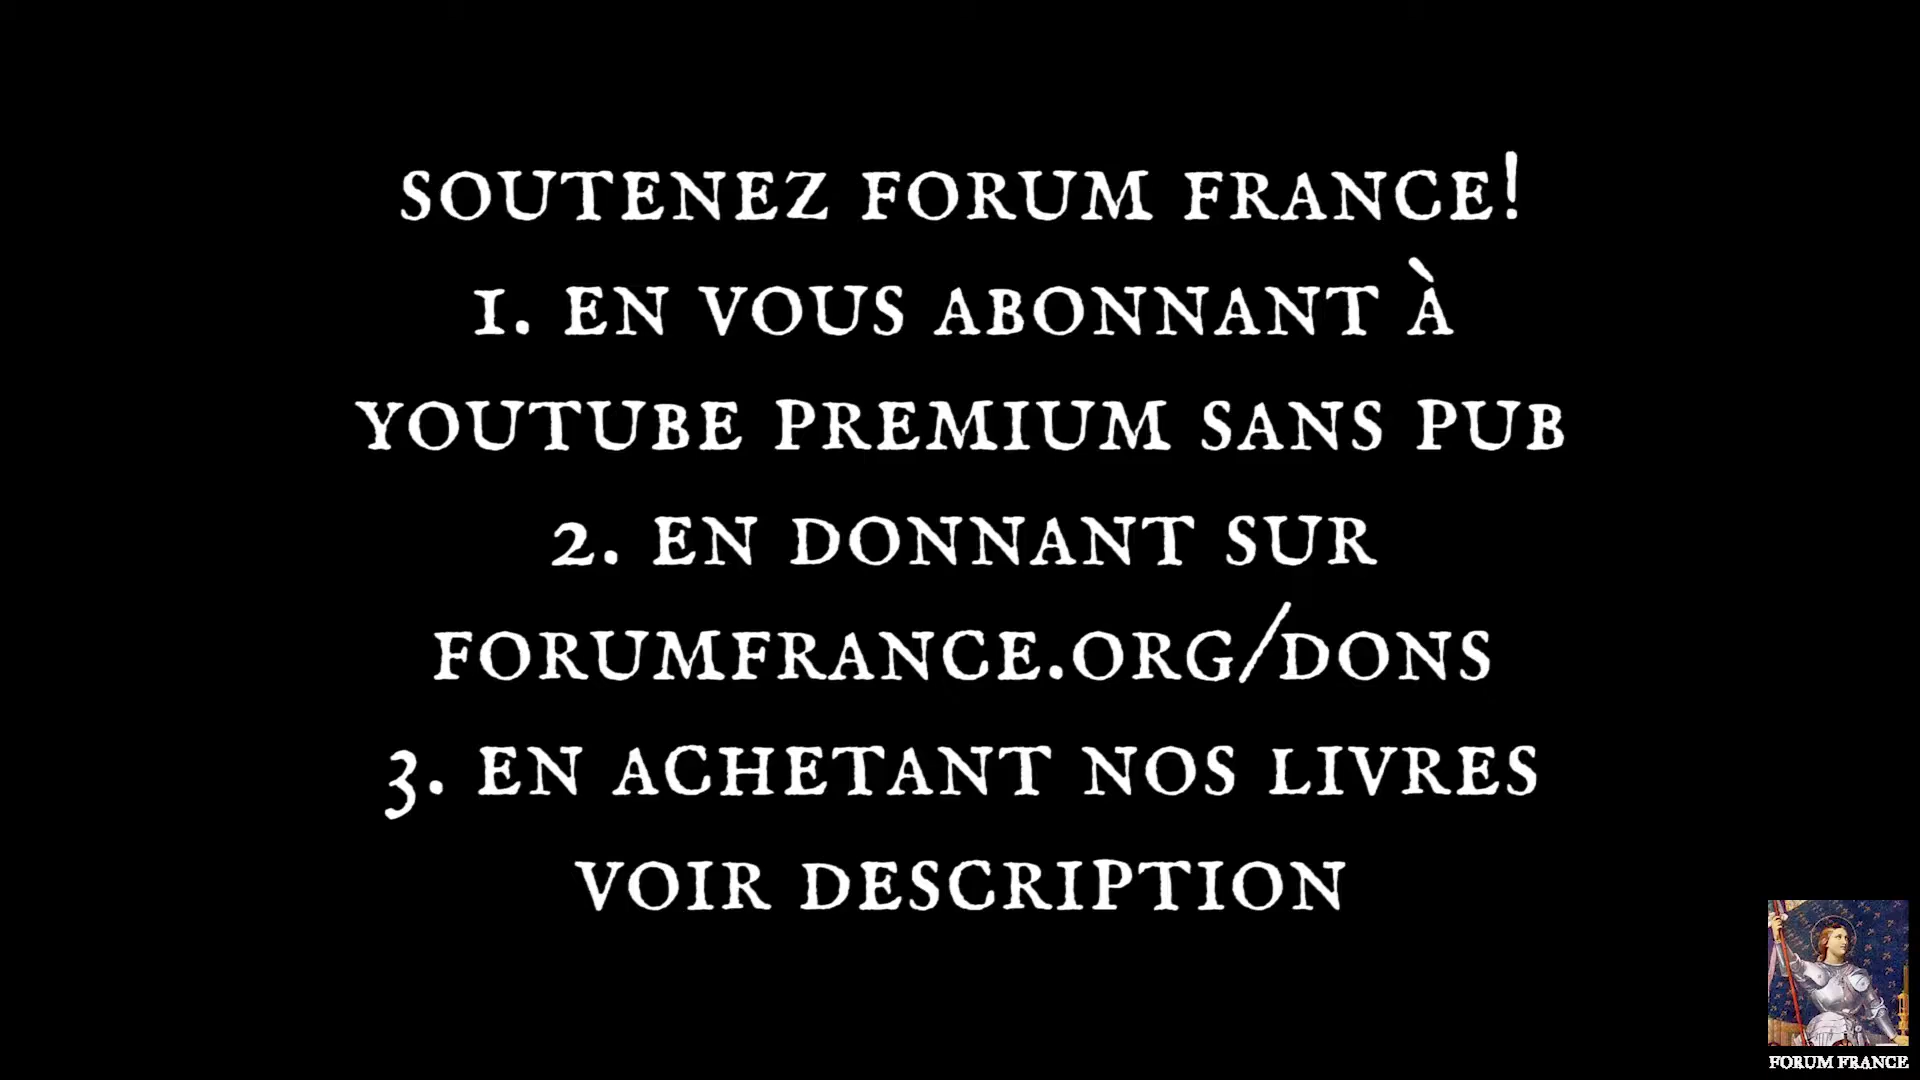 SOUTENEZ FORUM FRANCE!
1. EN VOUS ABONNANT À
YOUTUBE PREMIUM SANS PUB
2. EN DONNANT SUR
FORUMFRANCE.ORG/DONS
3. EN ACHETANT NOS LIVRES
VOIR DESCRIPTION
FORUM FRANCE